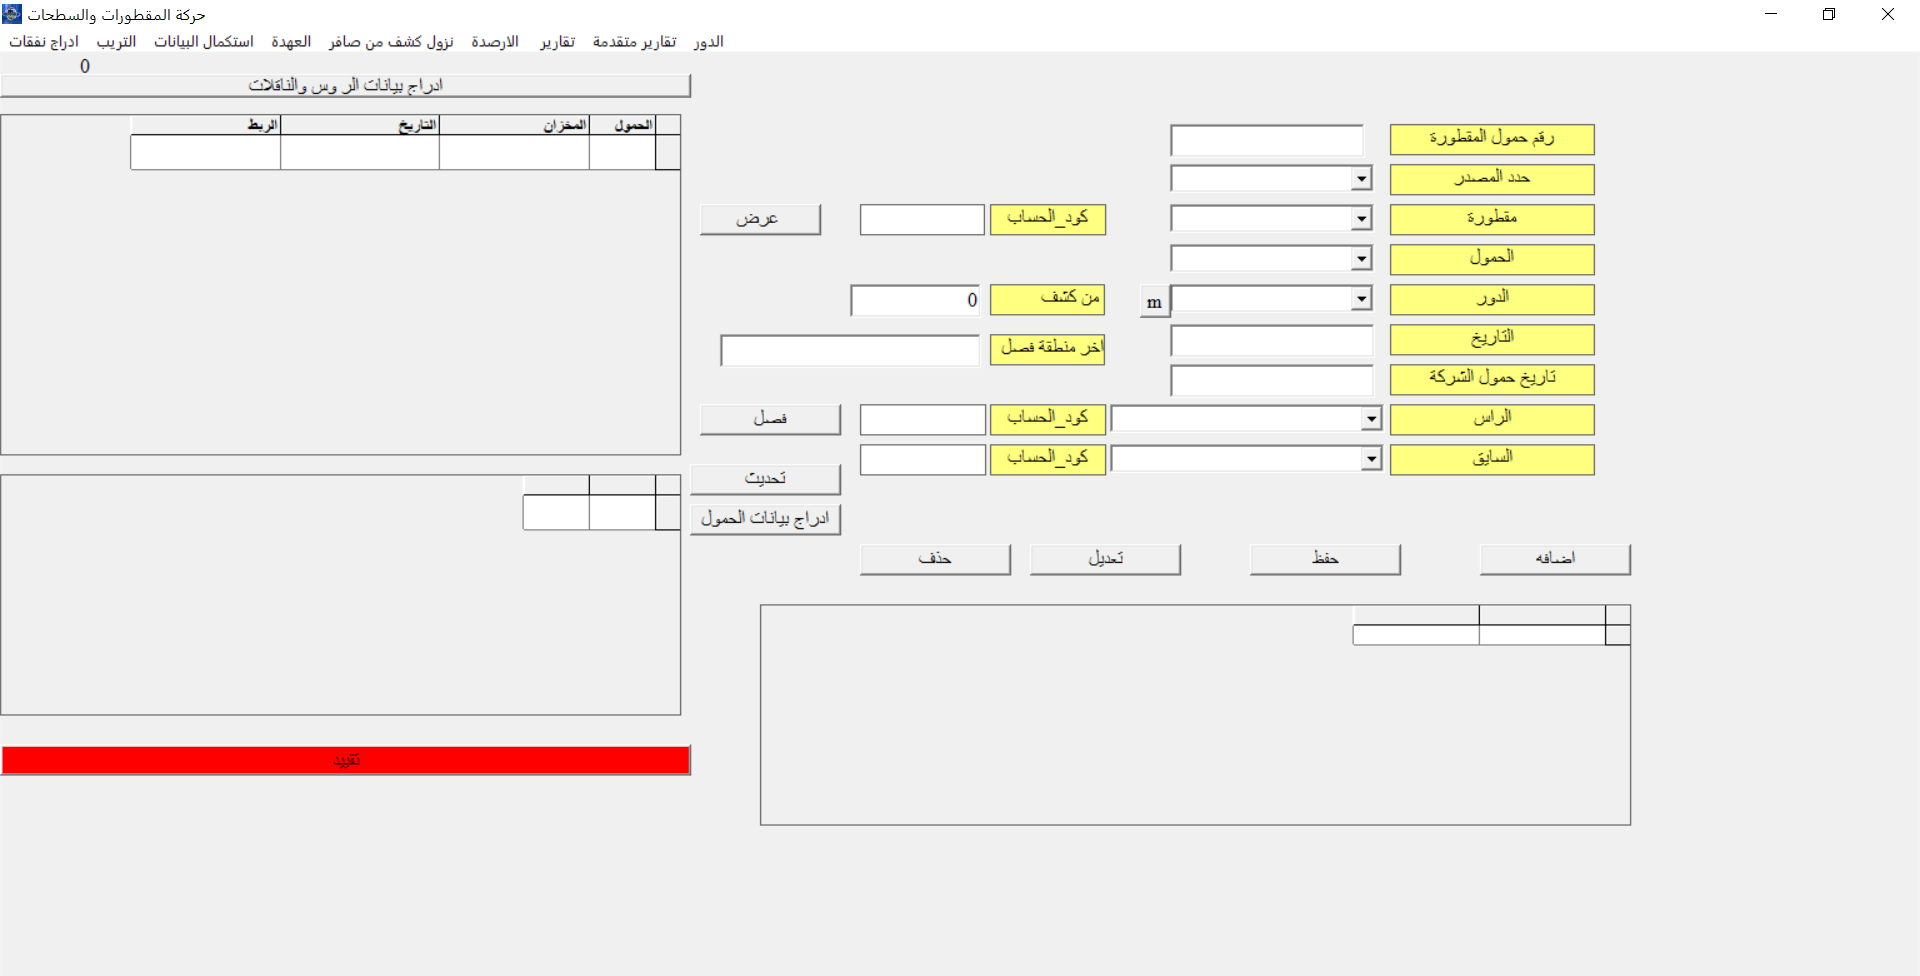 حركة المقطورات والسطحات
ادراج نفقات التريب استكمال البيانات العهدة نزول كشف من صافر الارصدة تقارير تقارير متقدمة الدور
0
ادراج بيانات الر وس والناقلات
الحمول المخزان التاريخ الربط
رقم حمول المقطورة
حدد المصدر
مقطورة
كود_الحساب
عرض
الحمول
الدور
m
من كشف
0
التاريخ
اخر منطقة فصل
تاريخ حمول الشركة
الراس
كود_الحساب
فصل
السايق
كود_الحساب
تحديث
ادراج بيانات الحمول
اضافه
حفظ
تعديل
حذف
تقييد